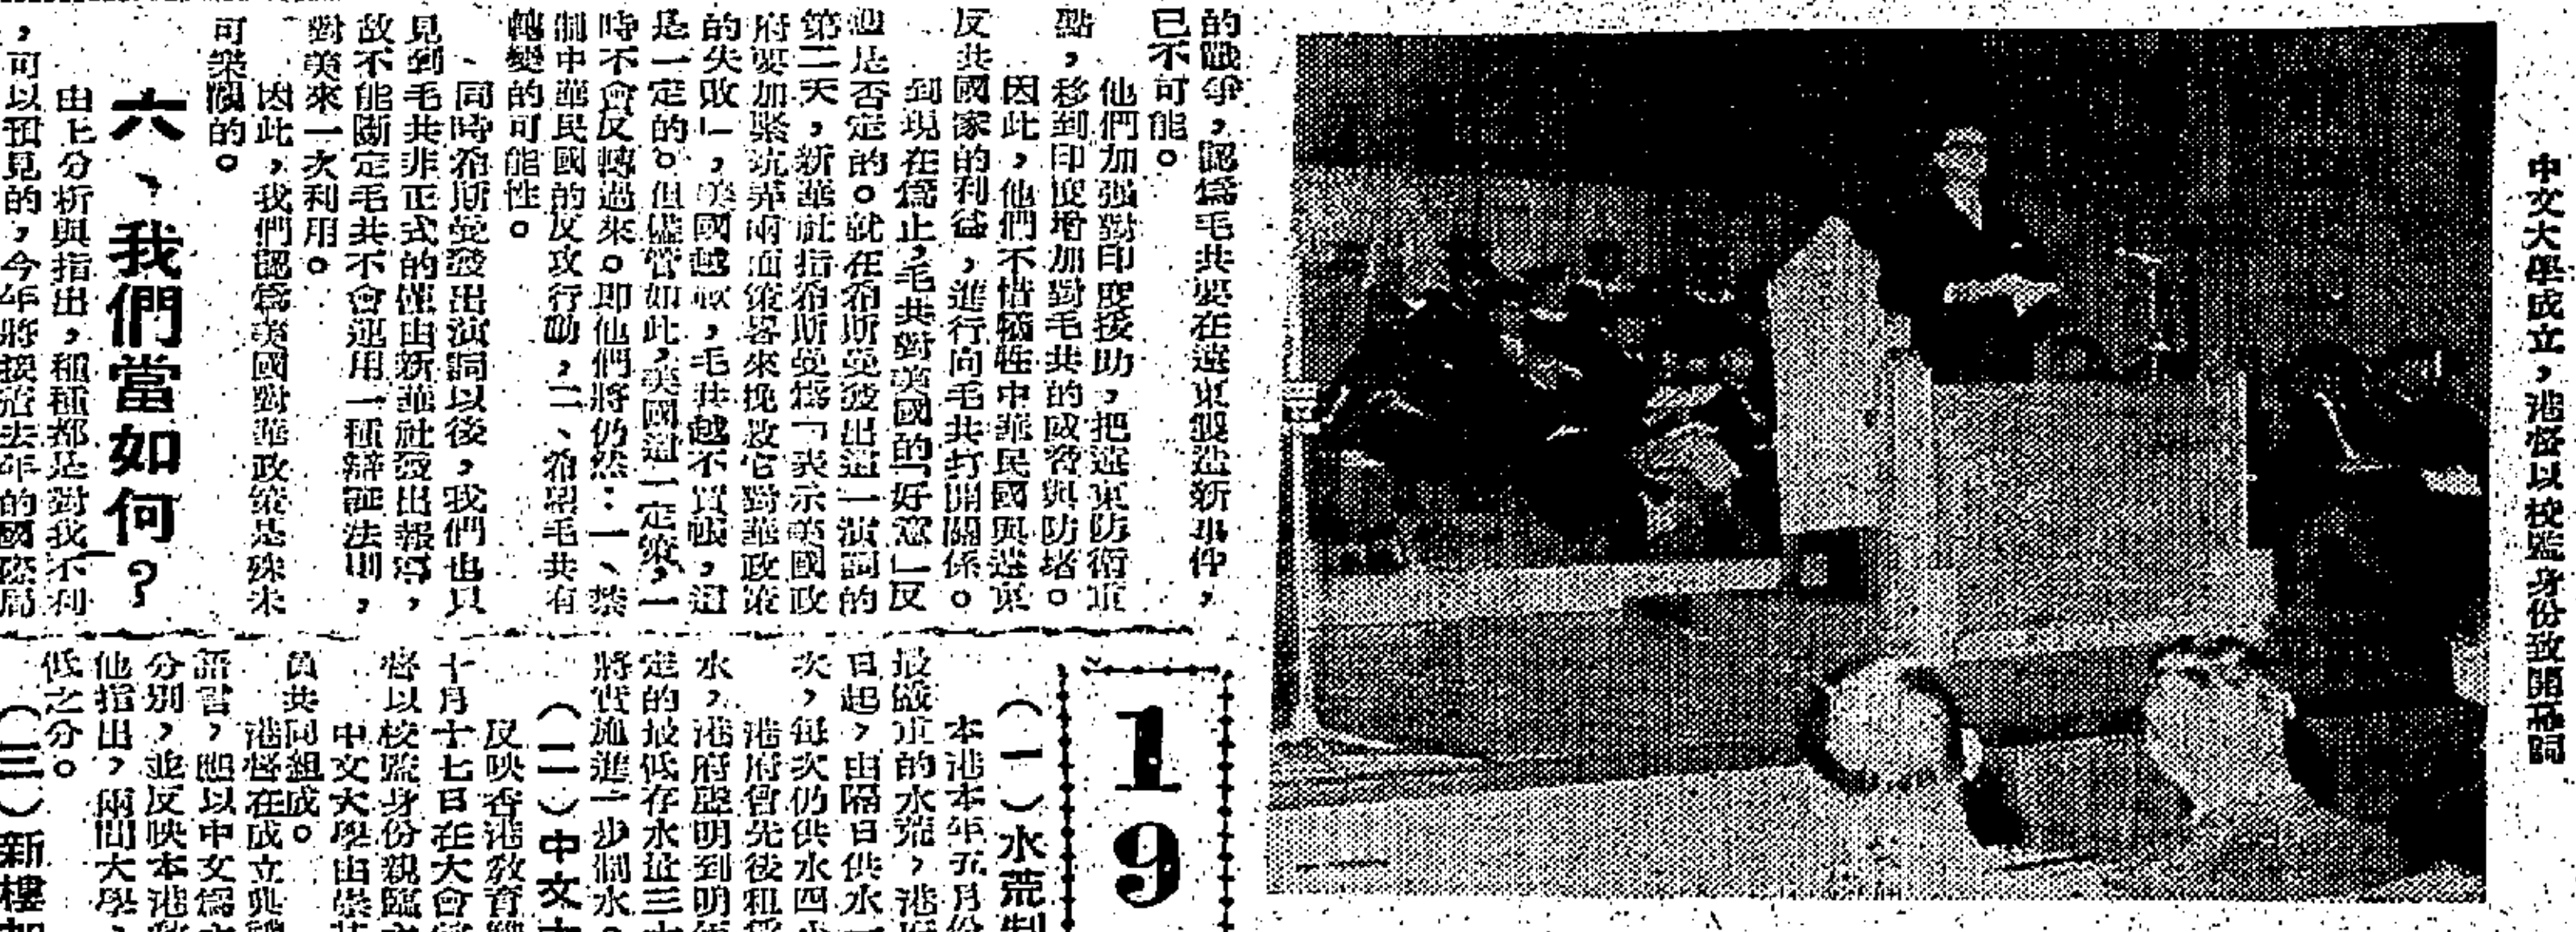 中文大學成立，港督以校監身份致開幕詞
的戰爭，認爲毛共要在遠東製造新事件，
已不可能。
他們加强對印度援助，把遠東防衛重
點，移到印度增加對毛共的威脅與防堵。
因此，他們不惜犧牲中華民國與遠東
反共國家的利益，進行向毛共打開關係。
到現在爲止，毛共對美國的「好意」反
迴是否定的。就在希斯曼發出這一演詞的
第二天，新華社指希斯曼爲「表示美國政
府要加緊玩弄兩面策畧來挽救它對華政策
的失敗」，美國越軟，毛共越不買帳，這
是一定的。但儘管如此，美國這一定策，一
時不會反轉過來。即他們將仍然：一、禁
制中華民國的反攻行動，二、希望毛共有
轉變的可能性。
同時希斯曼發出演詞以後，我們也只
見到毛共非正式的僅由新華社發出報導，
故不能斷定毛共不會運用一種辯証法則，
對美來一次利用。
因此，我們認爲美國對華政策是殊未
可樂觀的。
六、我們當如何？
由上分析與指出，種種都是對我不利
，可以預見的，今年將換造去年的國際局
19
（一）水荒制
本港本年五月份
最嚴重的水荒，港府
日起，由隔日供水一
次，每次仍供水四小
港府曾先後租
水，港府聲明到明年
定的最低存水量三十
將實施進一步制水。
（二）中文大
反映香港教育
十月十七日在大會堂
督以校監身份親臨主
中文大學由崇基
員共同組成。
港督在成立典禮
語言，應以中文爲主
分別，並反映本港
他指出，兩間大學，
低之分。
（三）新樓加